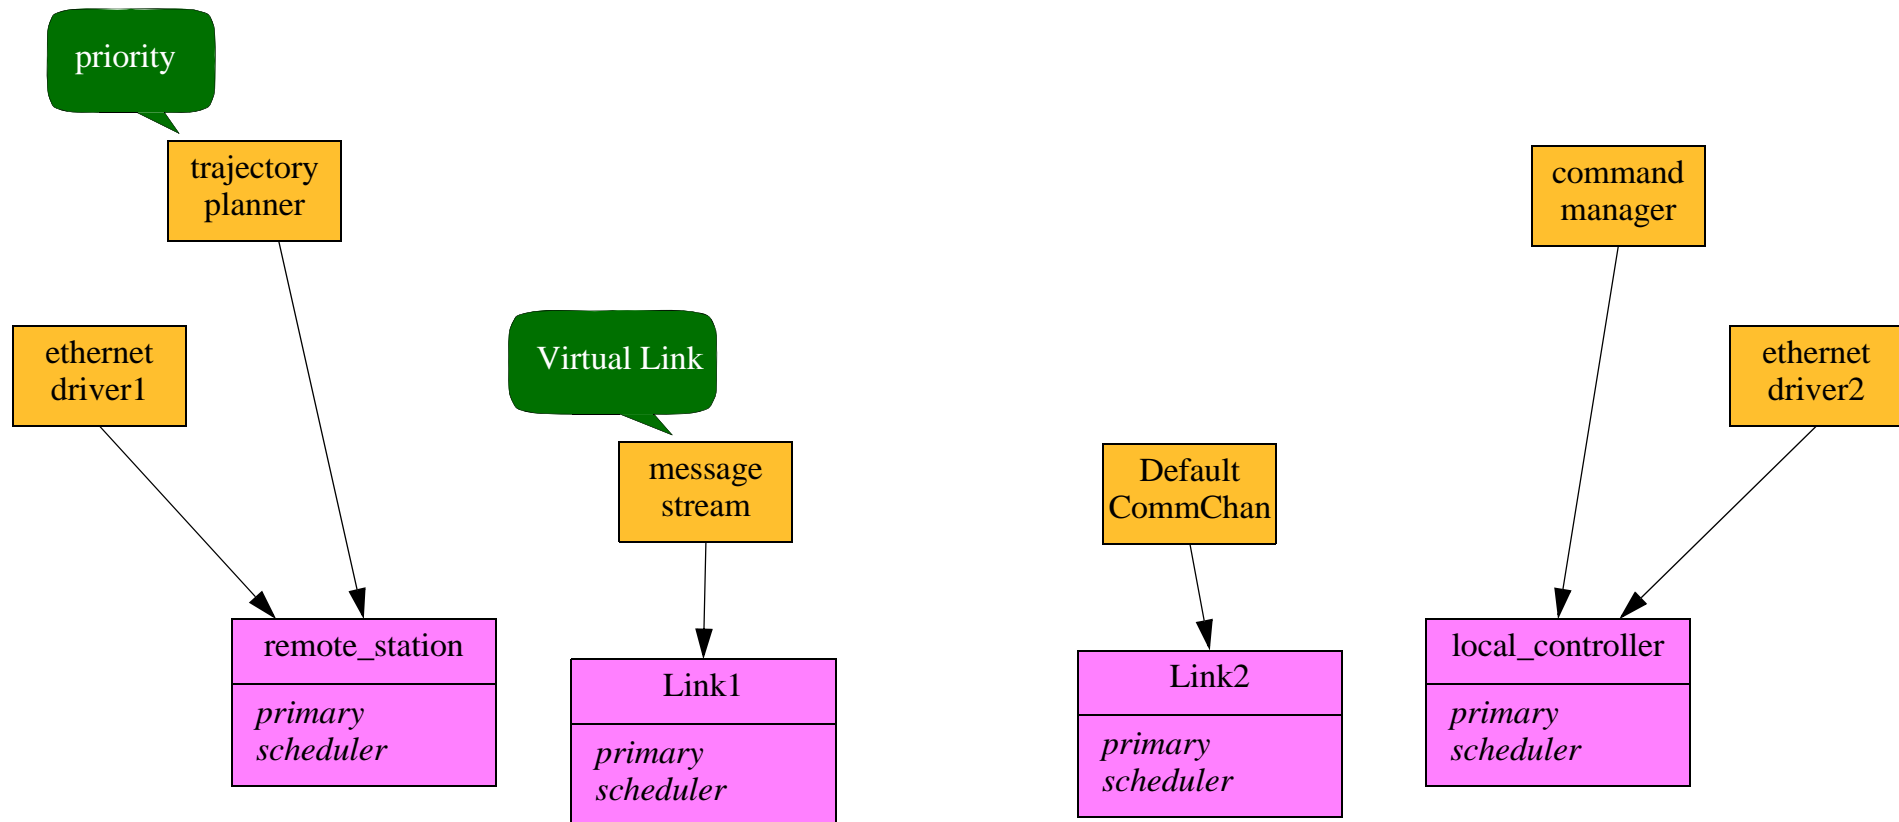 priority
trajectory
planner
command
manager
ethernet
driver1
Virtual Link
ethernet
driver2
message
stream
Default
CommChan
remote_station
primary
scheduler
Link1
primary
scheduler
Link2
primary
scheduler
local_controller
primary
scheduler